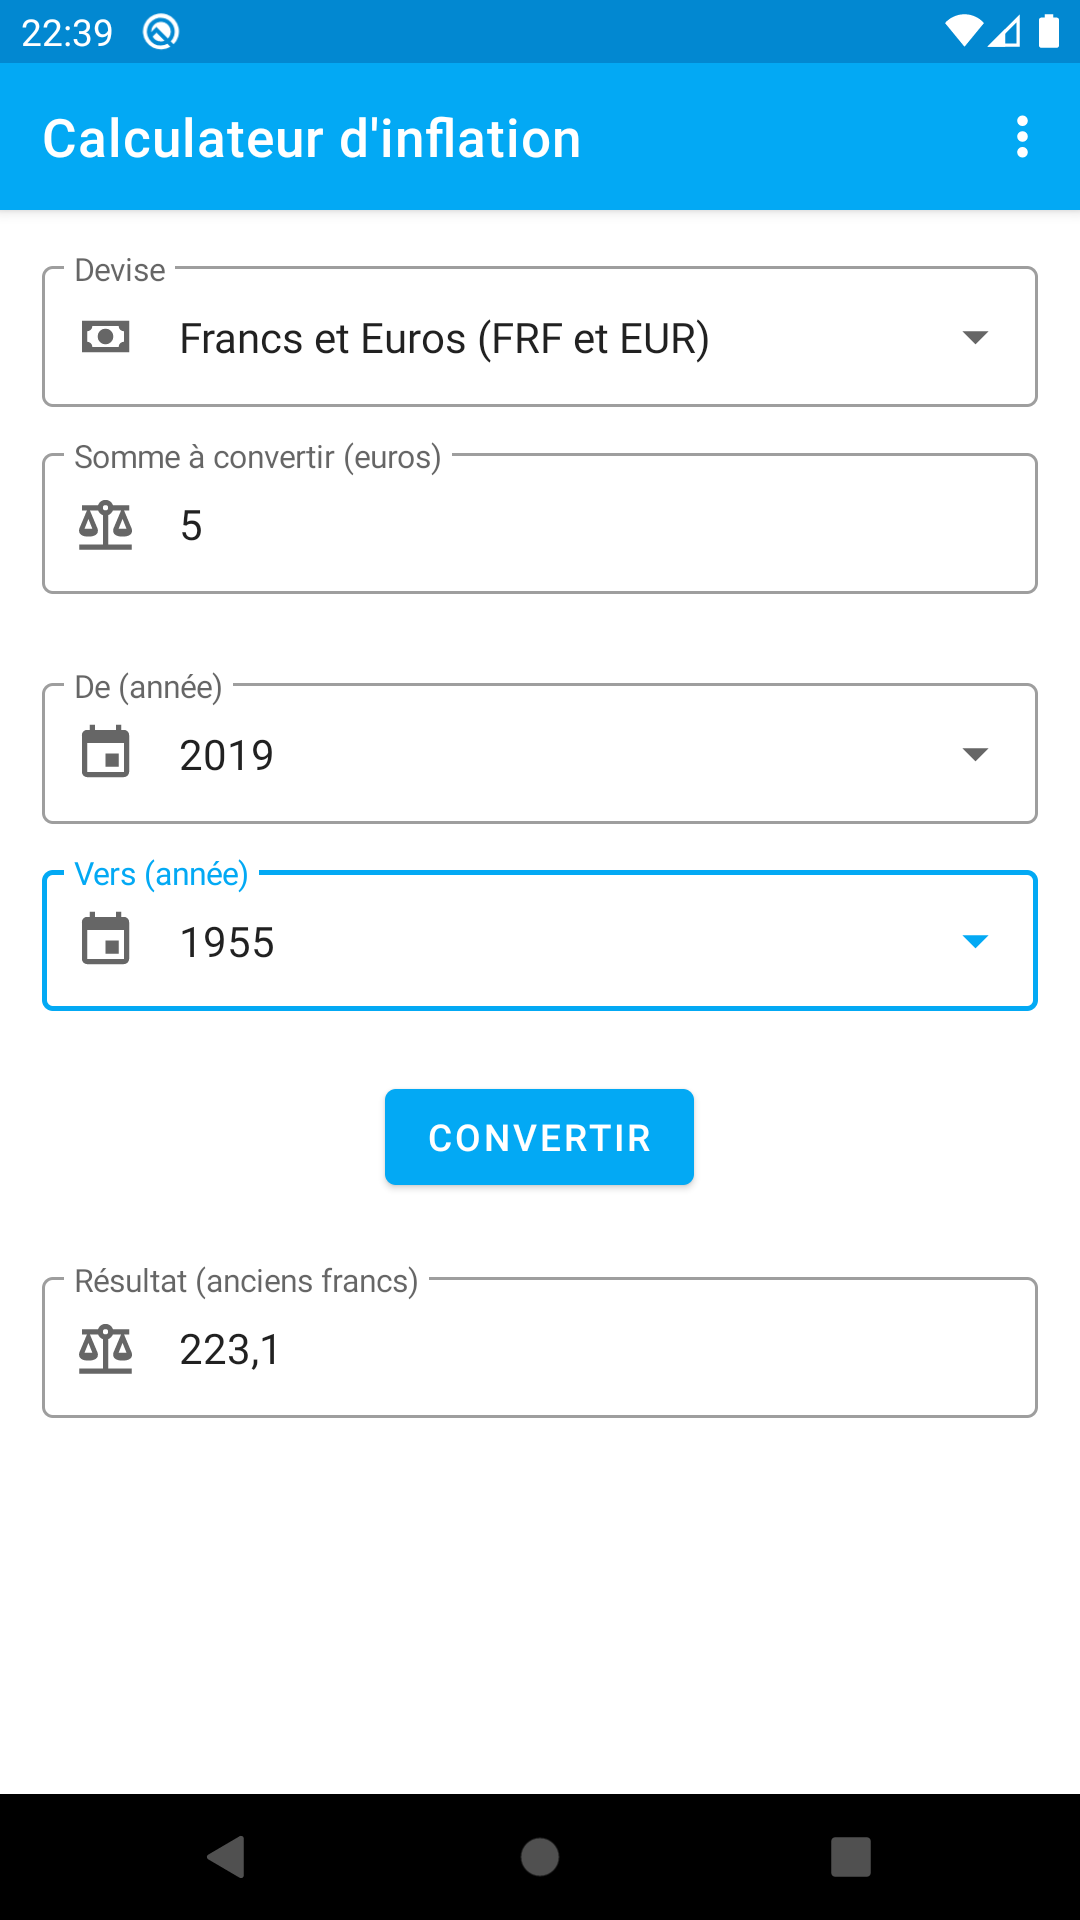 22:39
Calculateur d'inflation
Devise
Francs et Euros (FRF et EUR)
Somme à convertir (euros)
5
De (année)
2019
Vers (année)
1955
CONVERTIR
Résultat (anciens francs)
223,1